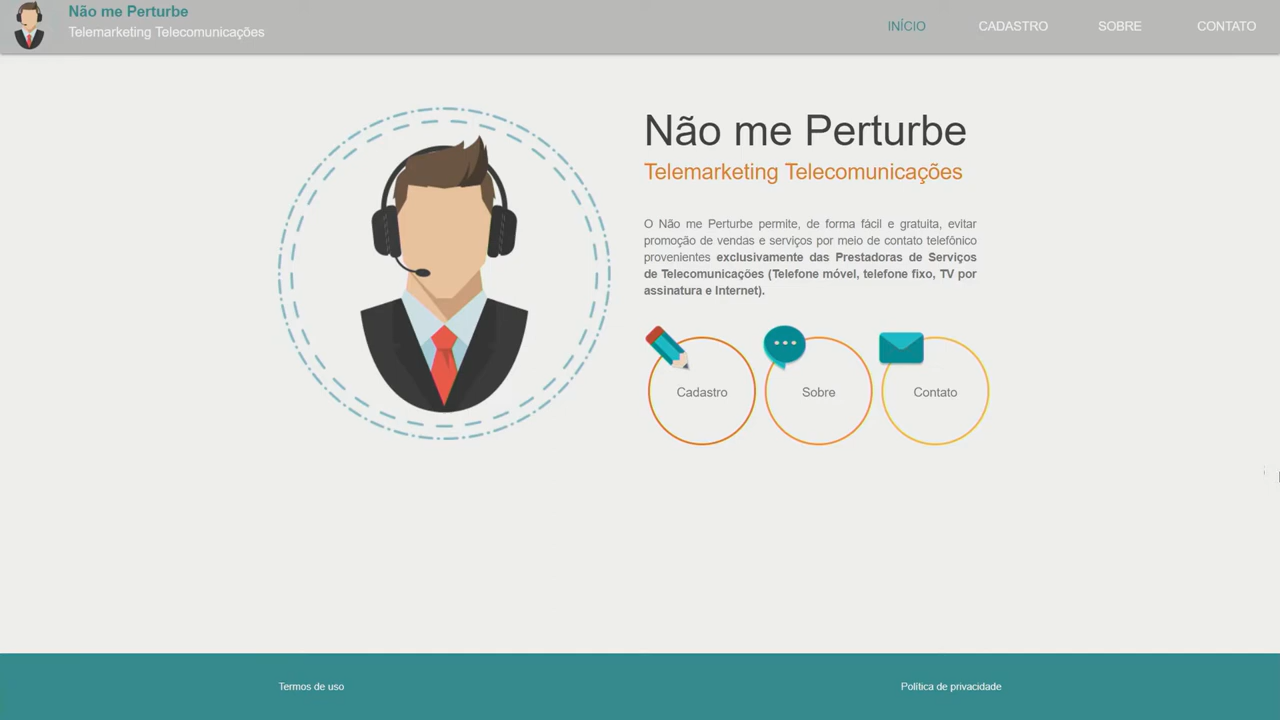 Não me Perturbe
Telemarketing Telecomunicações
INÍCIO CADASTRO SOBRE CONTATO
Não me Perturbe
Telemarketing Telecomunicações
O Não me Perturbe permite, de forma fácil e gratuita, evitar
promoção de vendas e serviços por meio de contato telefônico
provenientes exclusivamente das Prestadoras de Serviços
de Telecomunicações (Telefone móvel, telefone fixo, TV por
assinatura e Internet).
Cadastro Sobre Contato
Termos de uso Política de privacidade